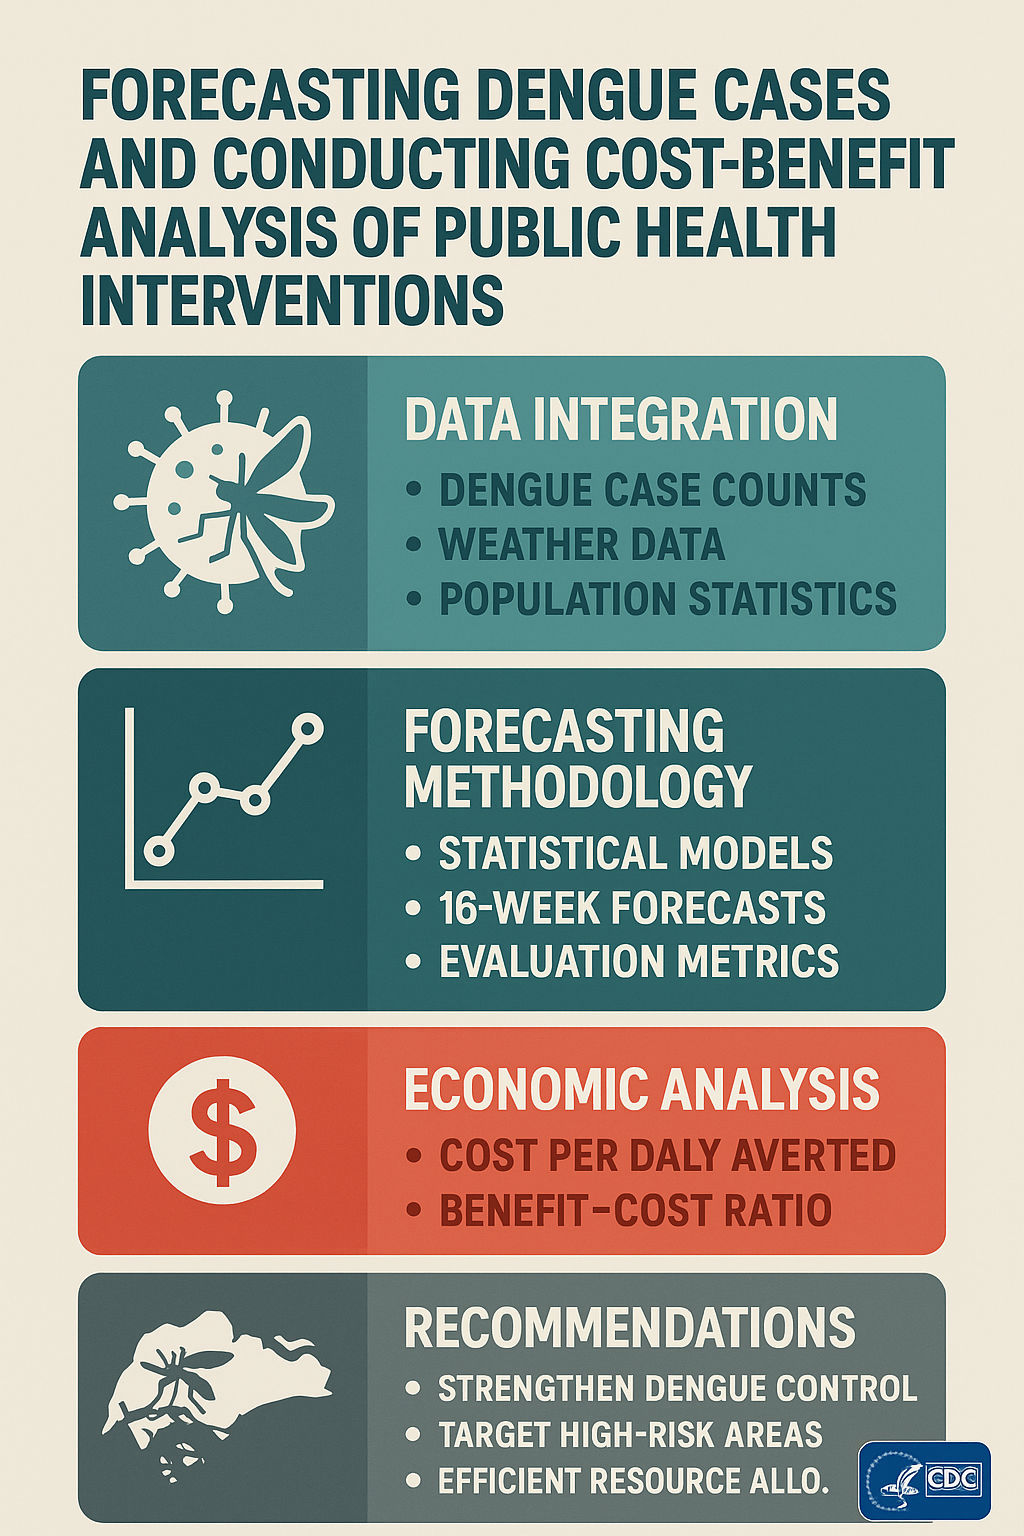 FORECASTING DENGUE CASES
AND CONDUCTING COST-BENEFIT
ANALYSIS OF PUBLIC HEALTH
INTERVENTIONS
DATA INTEGRATION
• DENGUE CASE COUNTS
• WEATHER DATA
• POPULATION STATISTICS
FORECASTING
METHODOLOGY
• STATISTICAL MODELS
• 16-WEEK FORECASTS
• EVALUATION METRICS
$
ECONOMIC ANALYSIS
• COST PER DALY AVERTED
• BENEFIT–COST RATIO
RECOMMENDATIONS
• STRENGTHEN DENGUE CONTROL
• TARGET HIGH-RISK AREAS
• EFFICIENT RESOURCE ALLO.
CDC